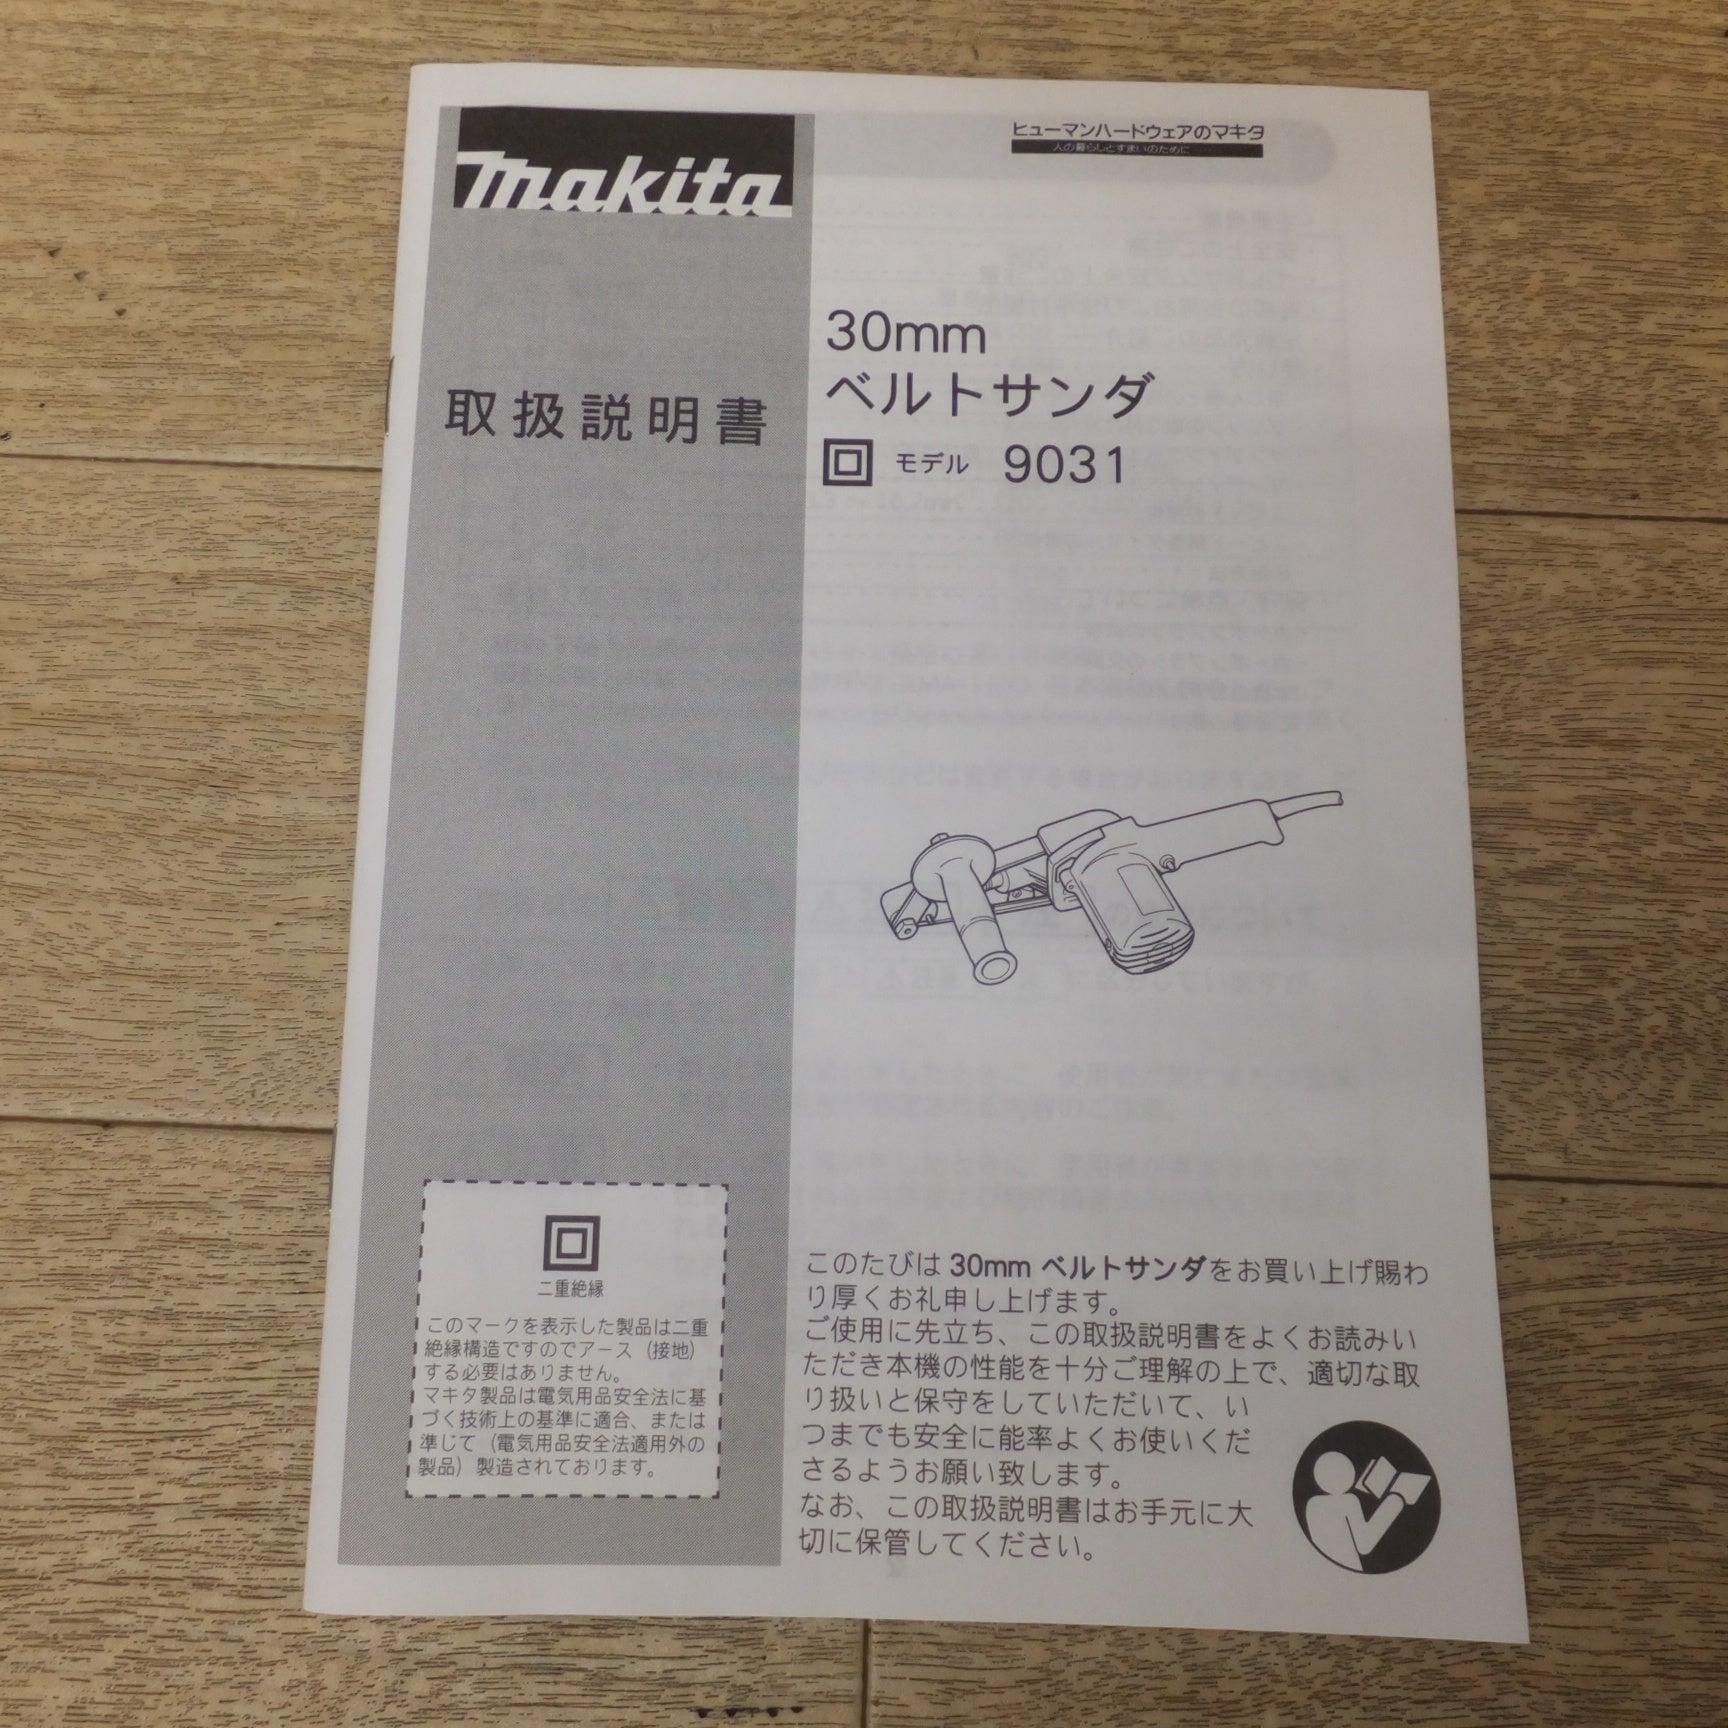 makita
ヒューマンハードウェアのマキタ
人の暮らしとすまいのために
取扱説明書
30mm
ベルトサンダ
モデル 9031
二重絶縁
このマークを表示した製品は二重
絶縁構造ですのでアース（接地）
する必要はありません。
マキタ製品は電気用品安全法に基
づく技術上の基準に適合、または
準じて（電気用品安全法適用外の
製品）製造されております。
このたびは 30mm ベルトサンダをお買い上げ賜わ
り厚くお礼申し上げます。
ご使用に先立ち、この取扱説明書をよくお読みい
ただき本機の性能を十分ご理解の上で、適切な取
り扱いと保守をしていただいて、い
つまでも安全に能率よくお使いくだ
さるようお願い致します。
なお、この取扱説明書はお手元に大
切に保管してください。